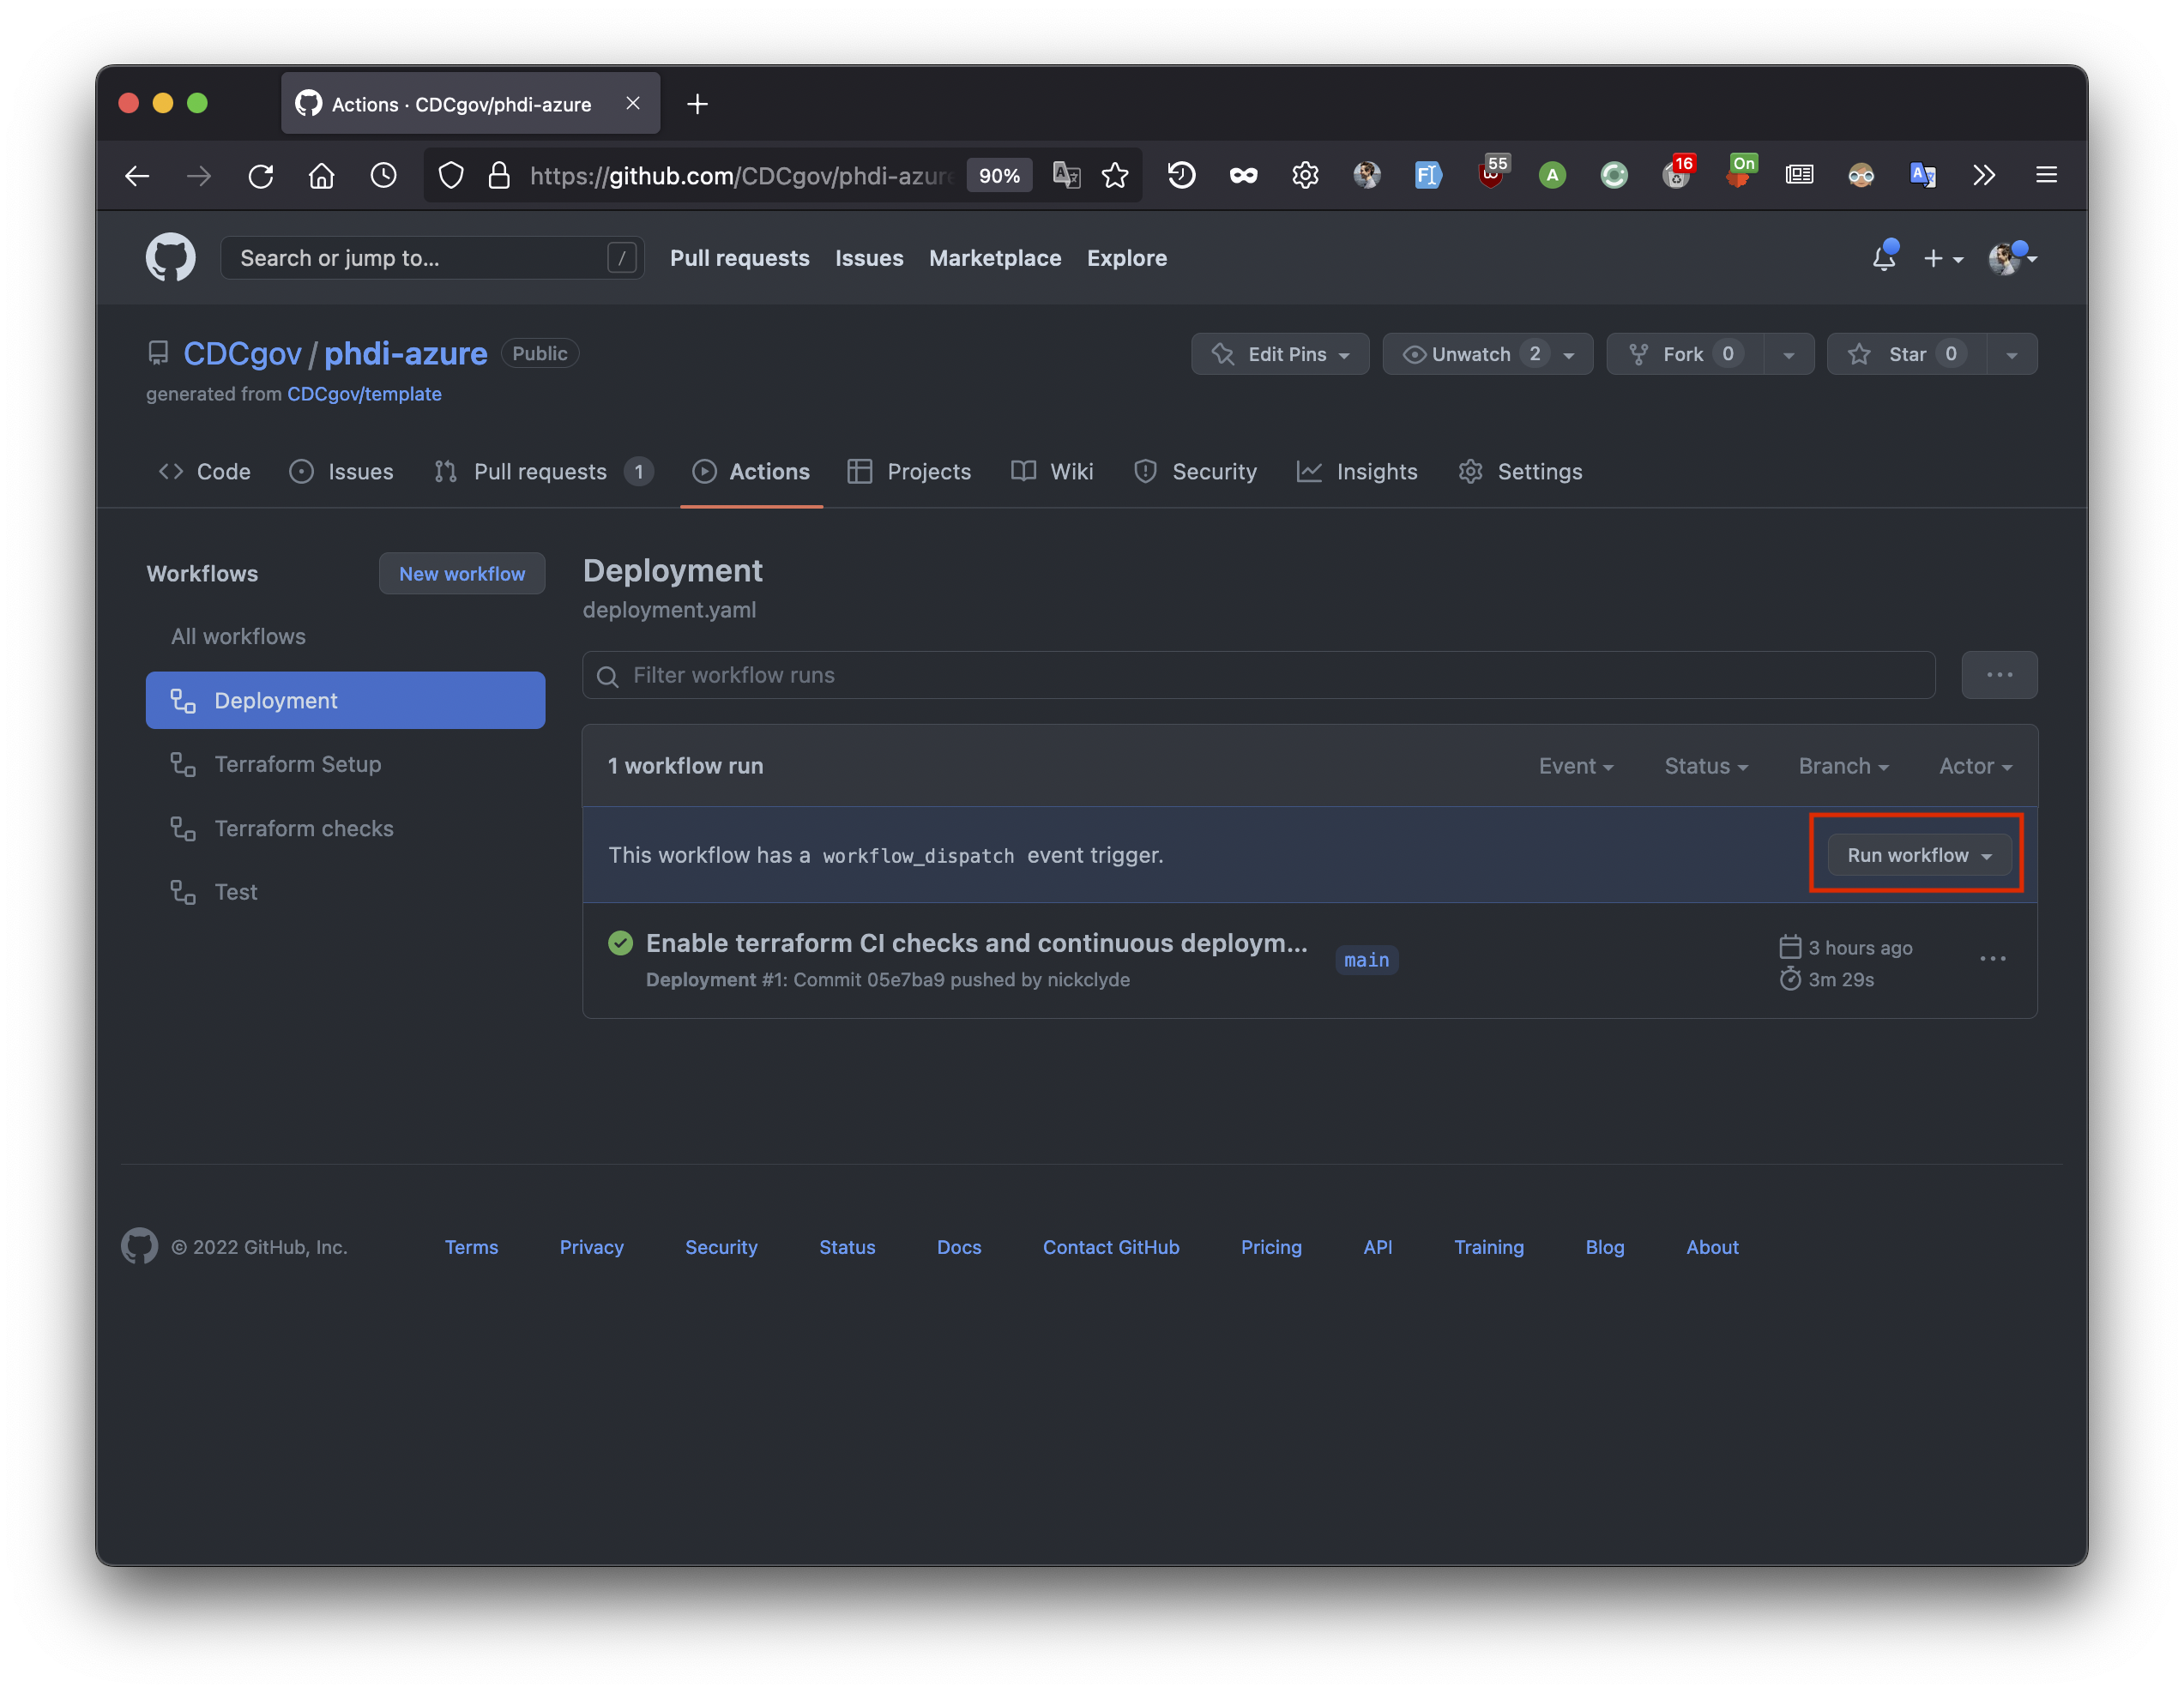 Actions · CDCgov/phdi-azure
https://github.com/CDCgov/phdi-azure
90%
55
A
16
On
Search or jump to...
/
Pull requests
Issues
Marketplace
Explore
CDCgov / phdi-azure
Public
generated from CDCgov/template
Edit Pins
Unwatch 2
Fork 0
Star 0
Code
Issues
Pull requests 1
Actions
Projects
Wiki
Security
Insights
Settings
Workflows
New workflow
All workflows
Deployment
Terraform Setup
Terraform checks
Test
Deployment
deployment.yaml
Filter workflow runs
1 workflow run
Event
Status
Branch
Actor
This workflow has a workflow_dispatch event trigger.
Run workflow
Enable terraform CI checks and continuous deploym...
Deployment #1: Commit 05e7ba9 pushed by nickclyde
main
3 hours ago
3m 29s
© 2022 GitHub, Inc.
Terms
Privacy
Security
Status
Docs
Contact GitHub
Pricing
API
Training
Blog
About